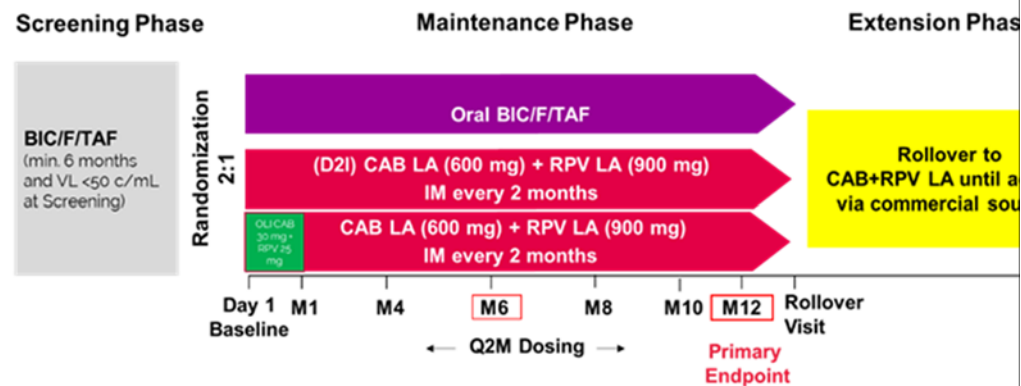 Screening Phase
Maintenance Phase
Extension Phas
BIC/F/TAF
(min. 6 months
and VL <50 c/mL
at Screening)
Randomization
2:1
Oral BIC/F/TAF
(D2I) CAB LA (600 mg) + RPV LA (900 mg)
IM every 2 months
OLI CAB
30 mg +
RPV 25
mg
CAB LA (600 mg) + RPV LA (900 mg)
IM every 2 months
Rollover to
CAB+RPV LA until a
via commercial sou
Day 1
Baseline
M1
M4
M6
M8
M10
M12
Rollover
Visit
Q2M Dosing
Primary
Endpoint